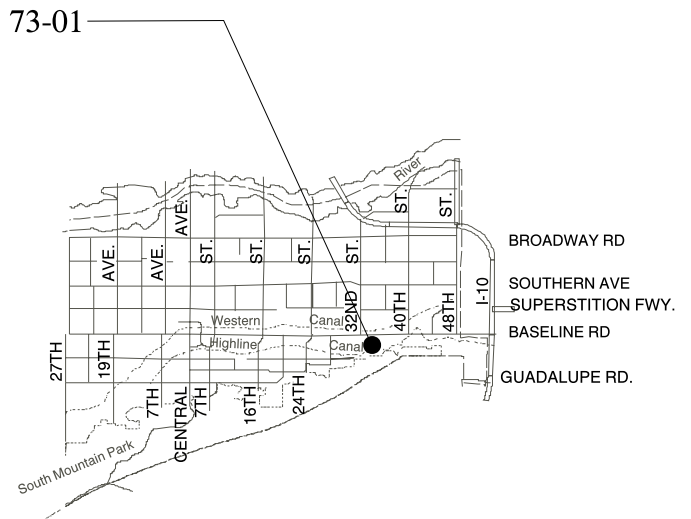 73-01
River
AVE.
ST.
ST.
AVE.
AVE.
ST.
ST.
ST.
ST.
BROADWAY RD
SOUTHERN AVE
SUPERSTITION FWY.
I-10
Western Canal
32ND
40TH
48TH
BASELINE RD
Highline Canal
27TH
19TH
7TH
CENTRAL
7TH
16TH
24TH
GUADALUPE RD.
South Mountain Park